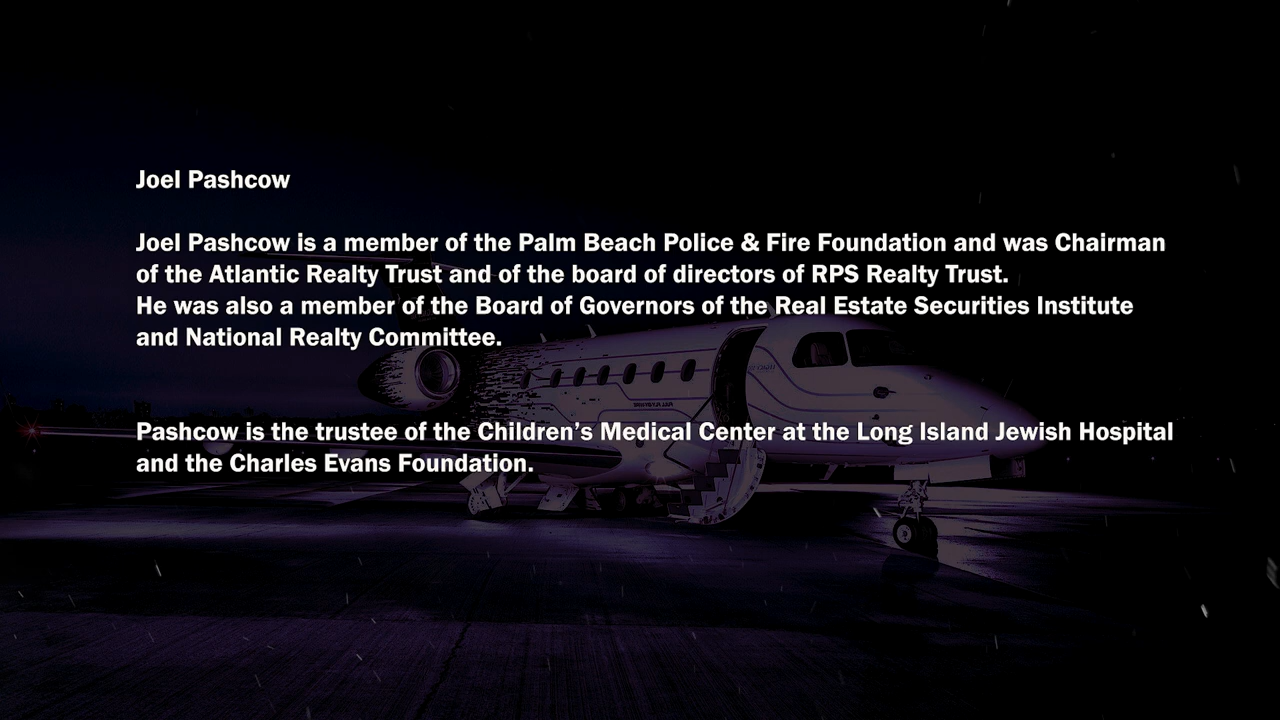 Joel Pashcow
Joel Pashcow is a member of the Palm Beach Police & Fire Foundation and was Chairman
of the Atlantic Realty Trust and of the board of directors of RPS Realty Trust.
He was also a member of the Board of Governors of the Real Estate Securities Institute
and National Realty Committee.
Pashcow is the trustee of the Children’s Medical Center at the Long Island Jewish Hospital
and the Charles Evans Foundation.